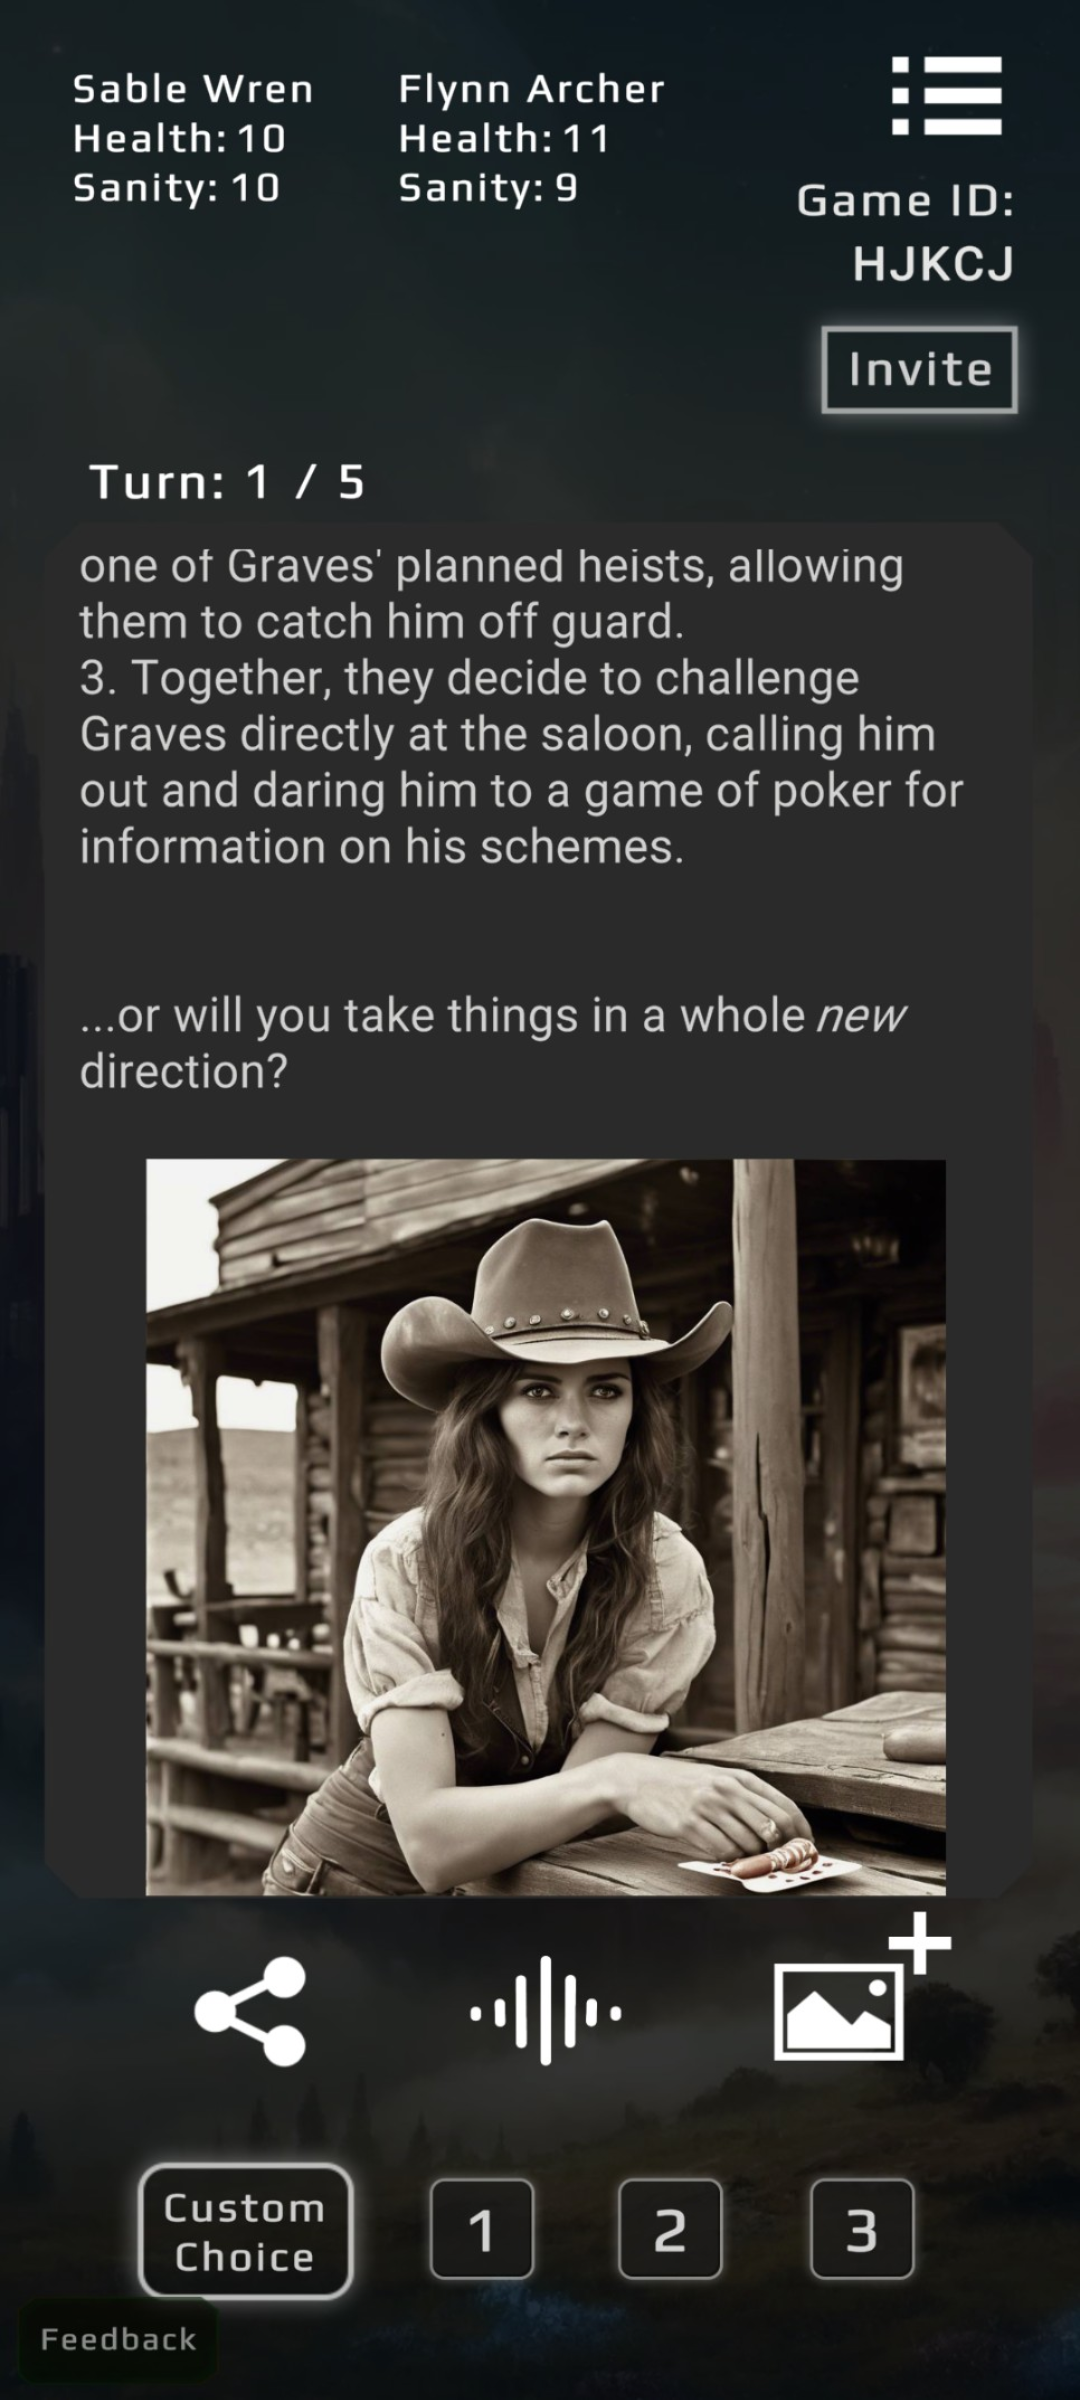 Sable Wren
Health: 10
Sanity: 10
Flynn Archer
Health: 11
Sanity: 9
Game ID:
HJKCJ
Invite
Turn: 1 / 5
one of Graves' planned heists, allowing
them to catch him off guard.
3. Together, they decide to challenge
Graves directly at the saloon, calling him
out and daring him to a game of poker for
information on his schemes.
...or will you take things in a whole new
direction?
Custom
Choice
1
2
3
Feedback